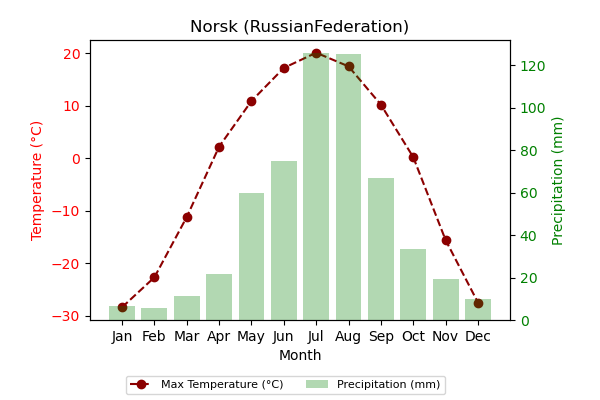 Norsk (RussianFederation)
Temperature (°C)
20
10
0
−10
−20
−30
120
100
80
60
40
20
0
Precipitation (mm)
Jan Feb Mar Apr May Jun Jul Aug Sep Oct Nov Dec
Month
Max Temperature (°C) Precipitation (mm)